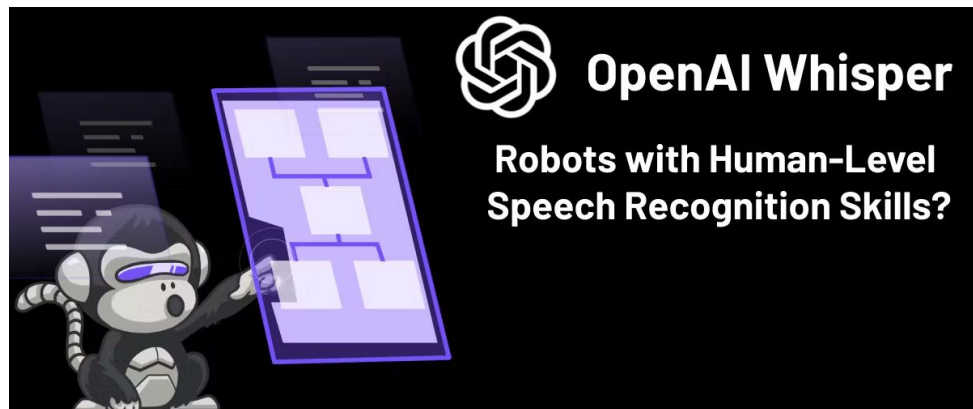 OpenAI Whisper
Robots with Human-Level
Speech Recognition Skills?